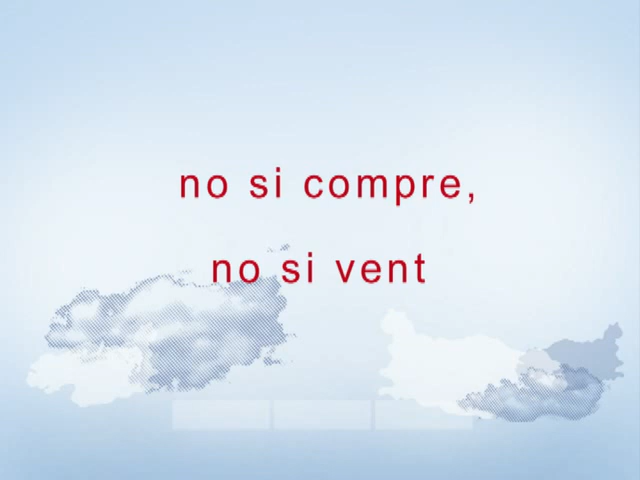 no si compre,
no si vent